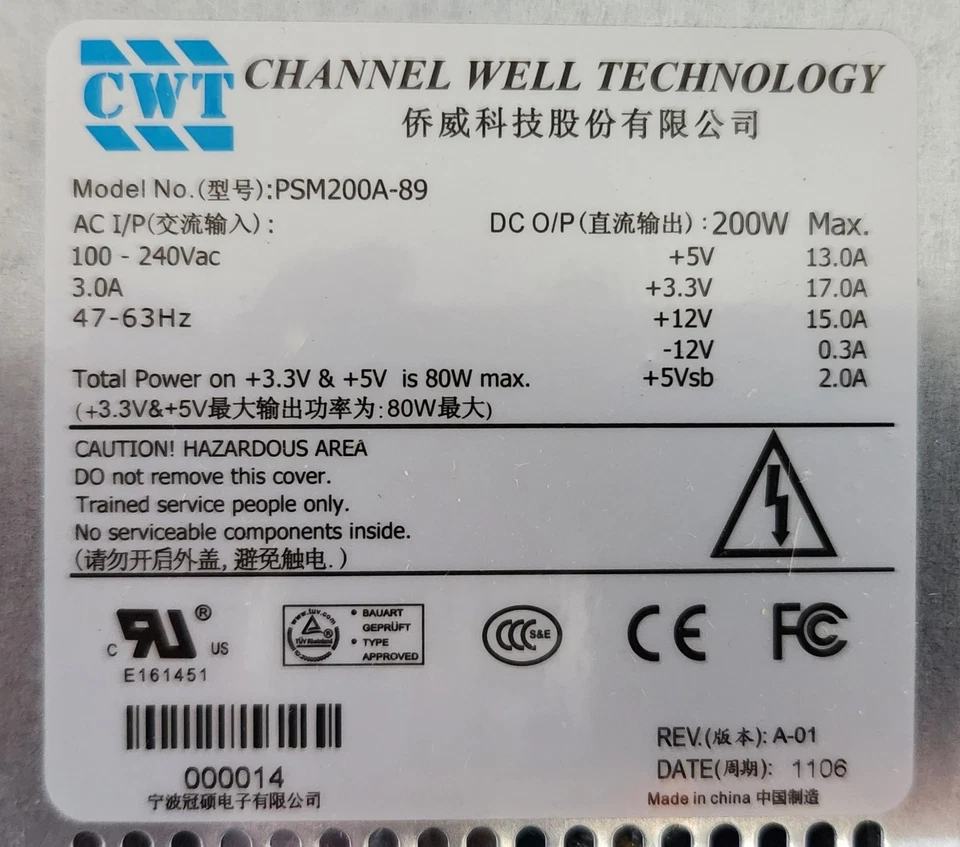 CWT CHANNEL WELL TECHNOLOGY
侨威科技股份有限公司
Model No.(型号):PSM200A-89
AC I/P(交流输入): DC O/P(直流输出):200W Max.
100 - 240Vac +5V 13.0A
3.0A +3.3V 17.0A
47-63Hz +12V 15.0A
-12V 0.3A
Total Power on +3.3V & +5V is 80W max. +5Vsb 2.0A
(+3.3V&+5V最大输出功率为:80W最大)
CAUTION! HAZARDOUS AREA
DO not remove this cover.
Trained service people only.
No serviceable components inside.
(请勿开启外盖,避免触电.)
C RU ® US
E161451
www.tuv.com
TÜV Rheinland ®
BAUART
GEPRÜFT
TYPE
APPROVED
CCC S&E
CE
FC
000014
宁波冠硕电子有限公司
REV.(版本): A-01
DATE(周期): 1106
Made in china 中国制造